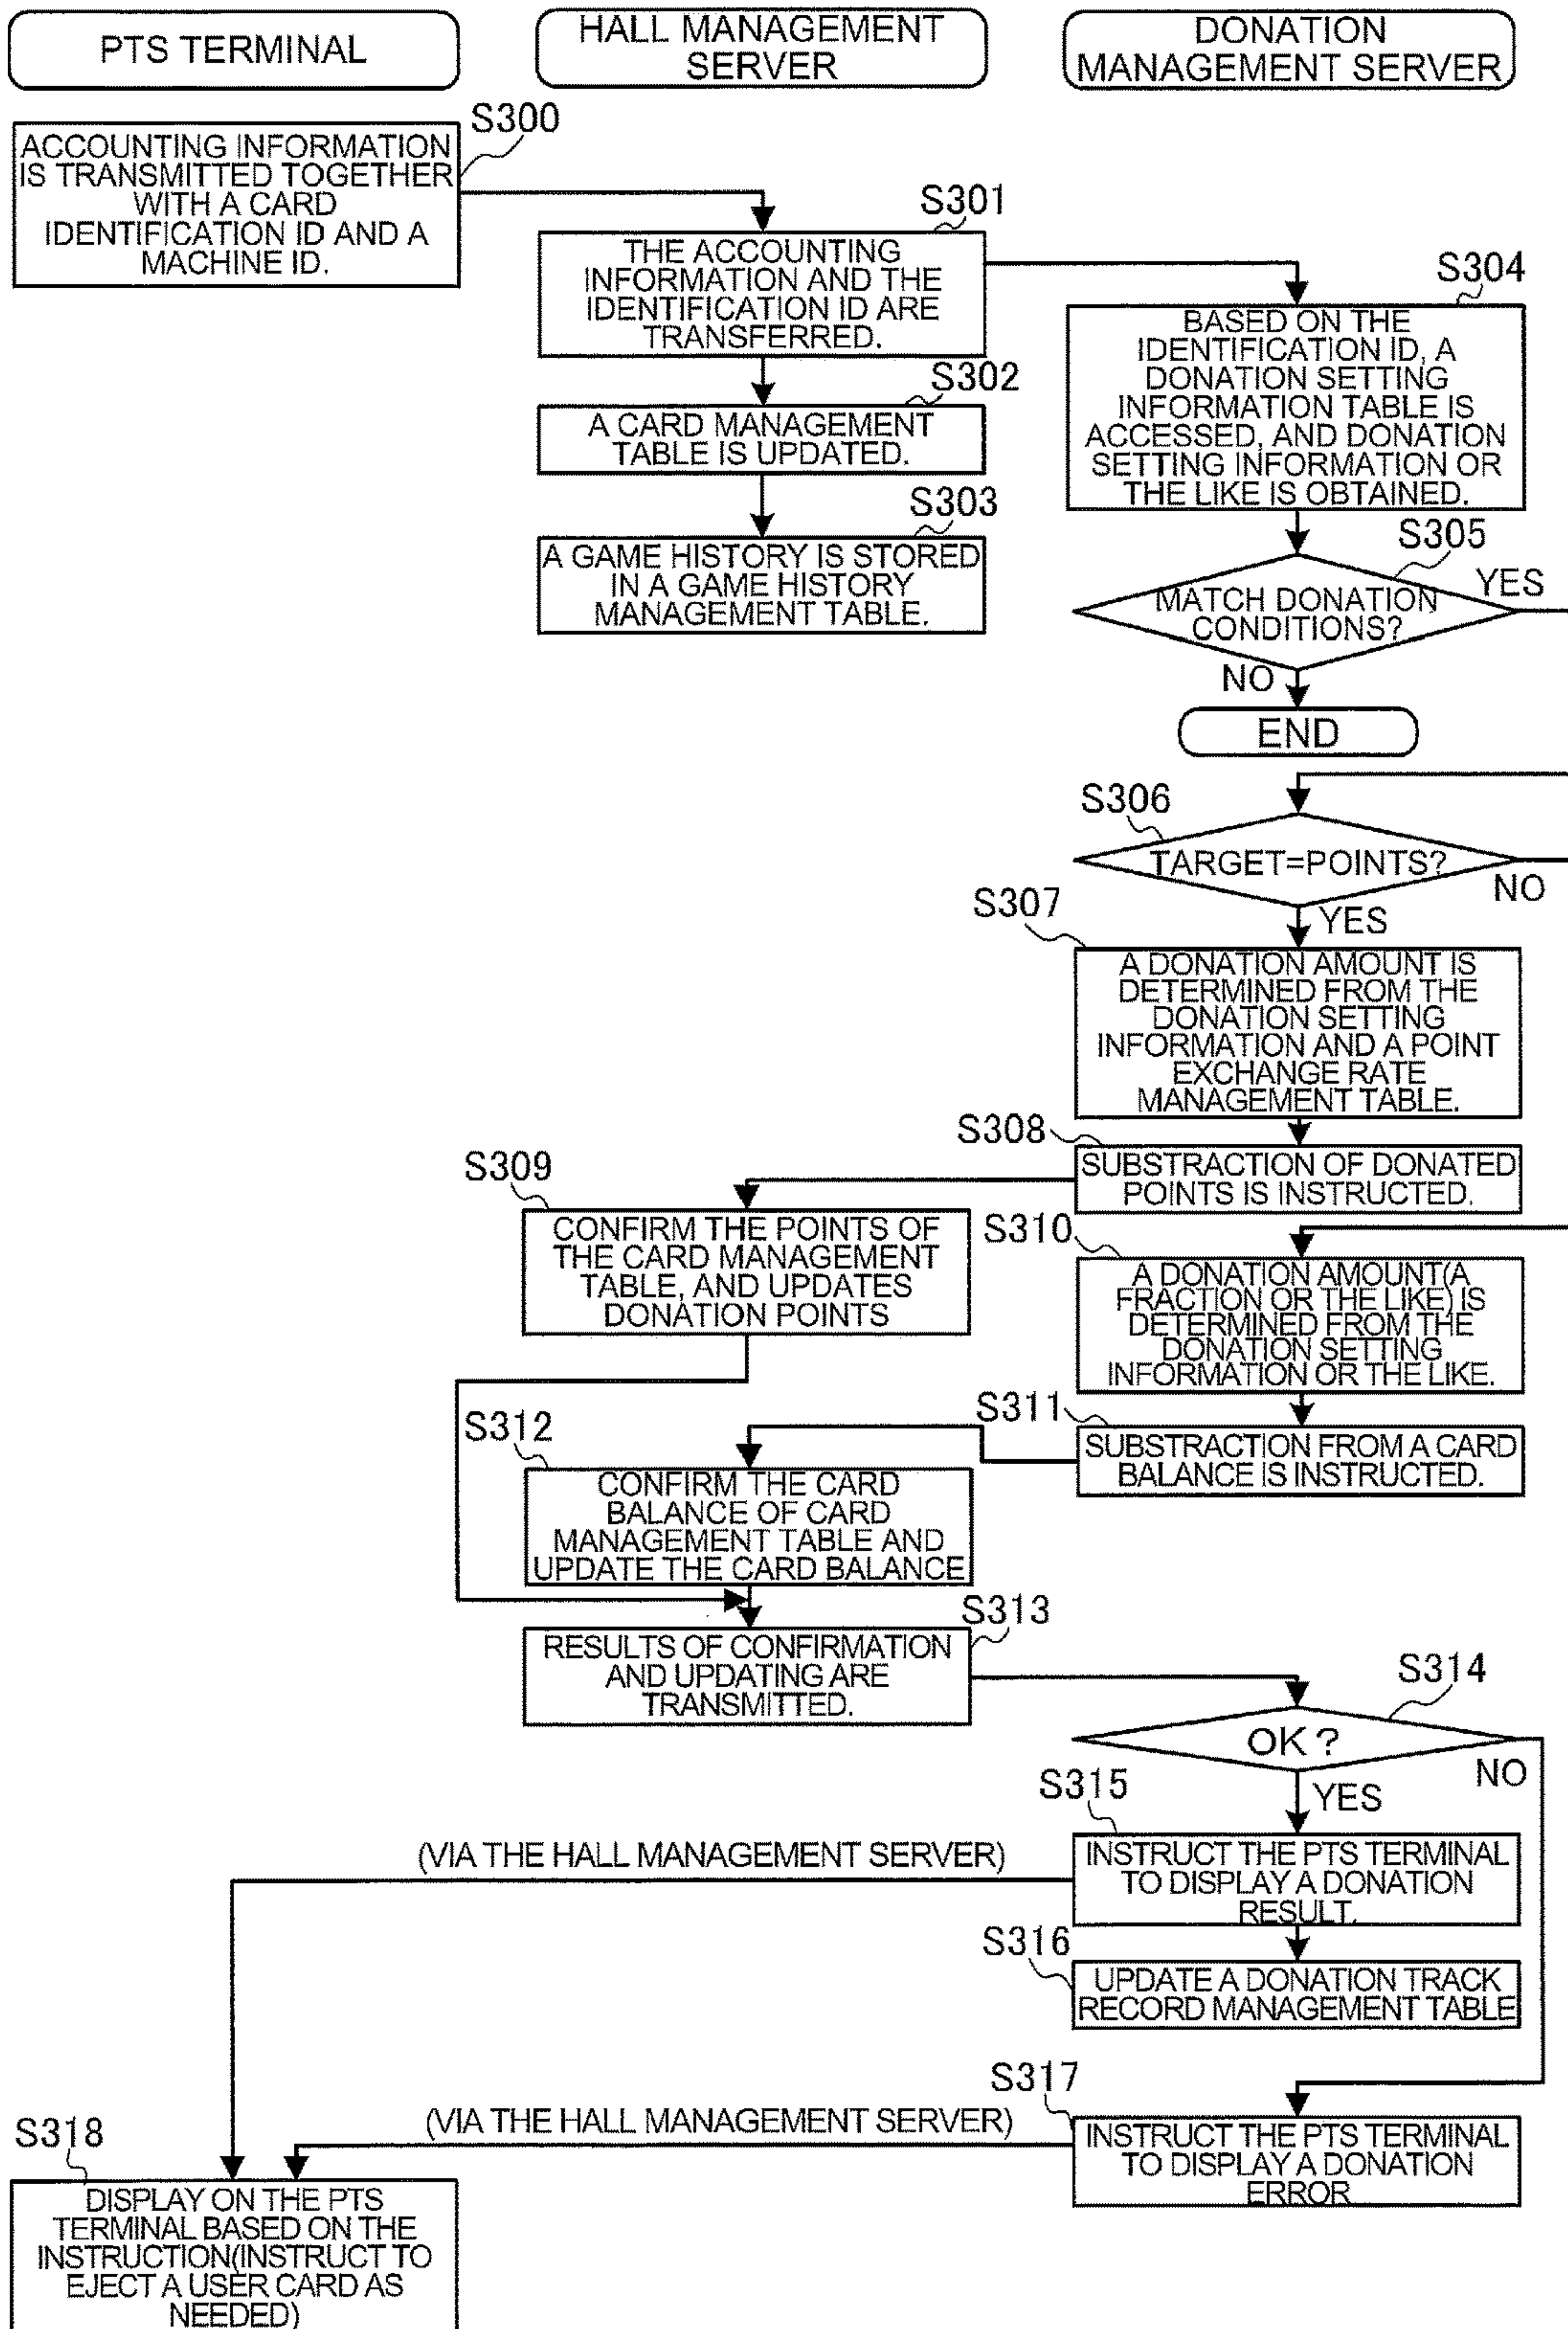 PTS TERMINAL
HALL MANAGEMENT
SERVER
DONATION
MANAGEMENT SERVER
S300
ACCOUNTING INFORMATION
IS TRANSMITTED TOGETHER
WITH A CARD
IDENTIFICATION ID AND A
MACHINE ID.
S301
THE ACCOUNTING
INFORMATION AND THE
IDENTIFICATION ID ARE
TRANSFERRED.
S302
A CARD MANAGEMENT
TABLE IS UPDATED.
S303
A GAME HISTORY IS STORED
IN A GAME HISTORY
MANAGEMENT TABLE.
S304
BASED ON THE
IDENTIFICATION ID, A
DONATION SETTING
INFORMATION TABLE IS
ACCESSED, AND DONATION
SETTING INFORMATION OR
THE LIKE IS OBTAINED.
S305
YES
MATCH DONATION
CONDITIONS?
NO
END
S306
TARGET=POINTS?
NO
YES
S307
A DONATION AMOUNT IS
DETERMINED FROM THE
DONATION SETTING
INFORMATION AND A POINT
EXCHANGE RATE
MANAGEMENT TABLE.
S308
SUBSTRACTION OF DONATED
POINTS IS INSTRUCTED.
S309
CONFIRM THE POINTS OF
THE CARD MANAGEMENT
TABLE, AND UPDATES
DONATION POINTS
S310
A DONATION AMOUNT(A
FRACTION OR THE LIKE) IS
DETERMINED FROM THE
DONATION SETTING
INFORMATION OR THE LIKE.
S311
SUBSTRACTION FROM A CARD
BALANCE IS INSTRUCTED.
S312
CONFIRM THE CARD
BALANCE OF CARD
MANAGEMENT TABLE AND
UPDATE THE CARD BALANCE
S313
RESULTS OF CONFIRMATION
AND UPDATING ARE
TRANSMITTED.
S314
OK?
NO
YES
S315
INSTRUCT THE PTS TERMINAL
TO DISPLAY A DONATION
RESULT.
(VIA THE HALL MANAGEMENT SERVER)
S316
UPDATE A DONATION TRACK
RECORD MANAGEMENT TABLE
S317
INSTRUCT THE PTS TERMINAL
TO DISPLAY A DONATION
ERROR
(VIA THE HALL MANAGEMENT SERVER)
S318
DISPLAY ON THE PTS
TERMINAL BASED ON THE
INSTRUCTION(INSTRUCT TO
EJECT A USER CARD AS
NEEDED)